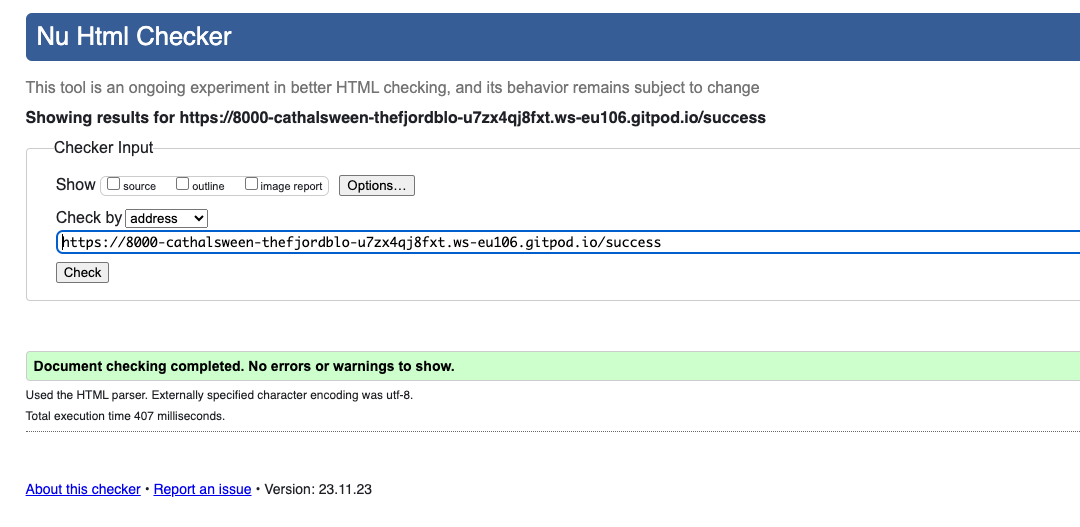 Nu Html Checker
This tool is an ongoing experiment in better HTML checking, and its behavior remains subject to change
Showing results for https://8000-cathalsween-thefjordblo-u7zx4qj8fxt.ws-eu106.gitpod.io/success
Checker Input
Show source outline image report Options...
Check by address
https://8000-cathalsween-thefjordblo-u7zx4qj8fxt.ws-eu106.gitpod.io/success
Check
Document checking completed. No errors or warnings to show.
Used the HTML parser. Externally specified character encoding was utf-8.
Total execution time 407 milliseconds.
About this checker • Report an issue • Version: 23.11.23